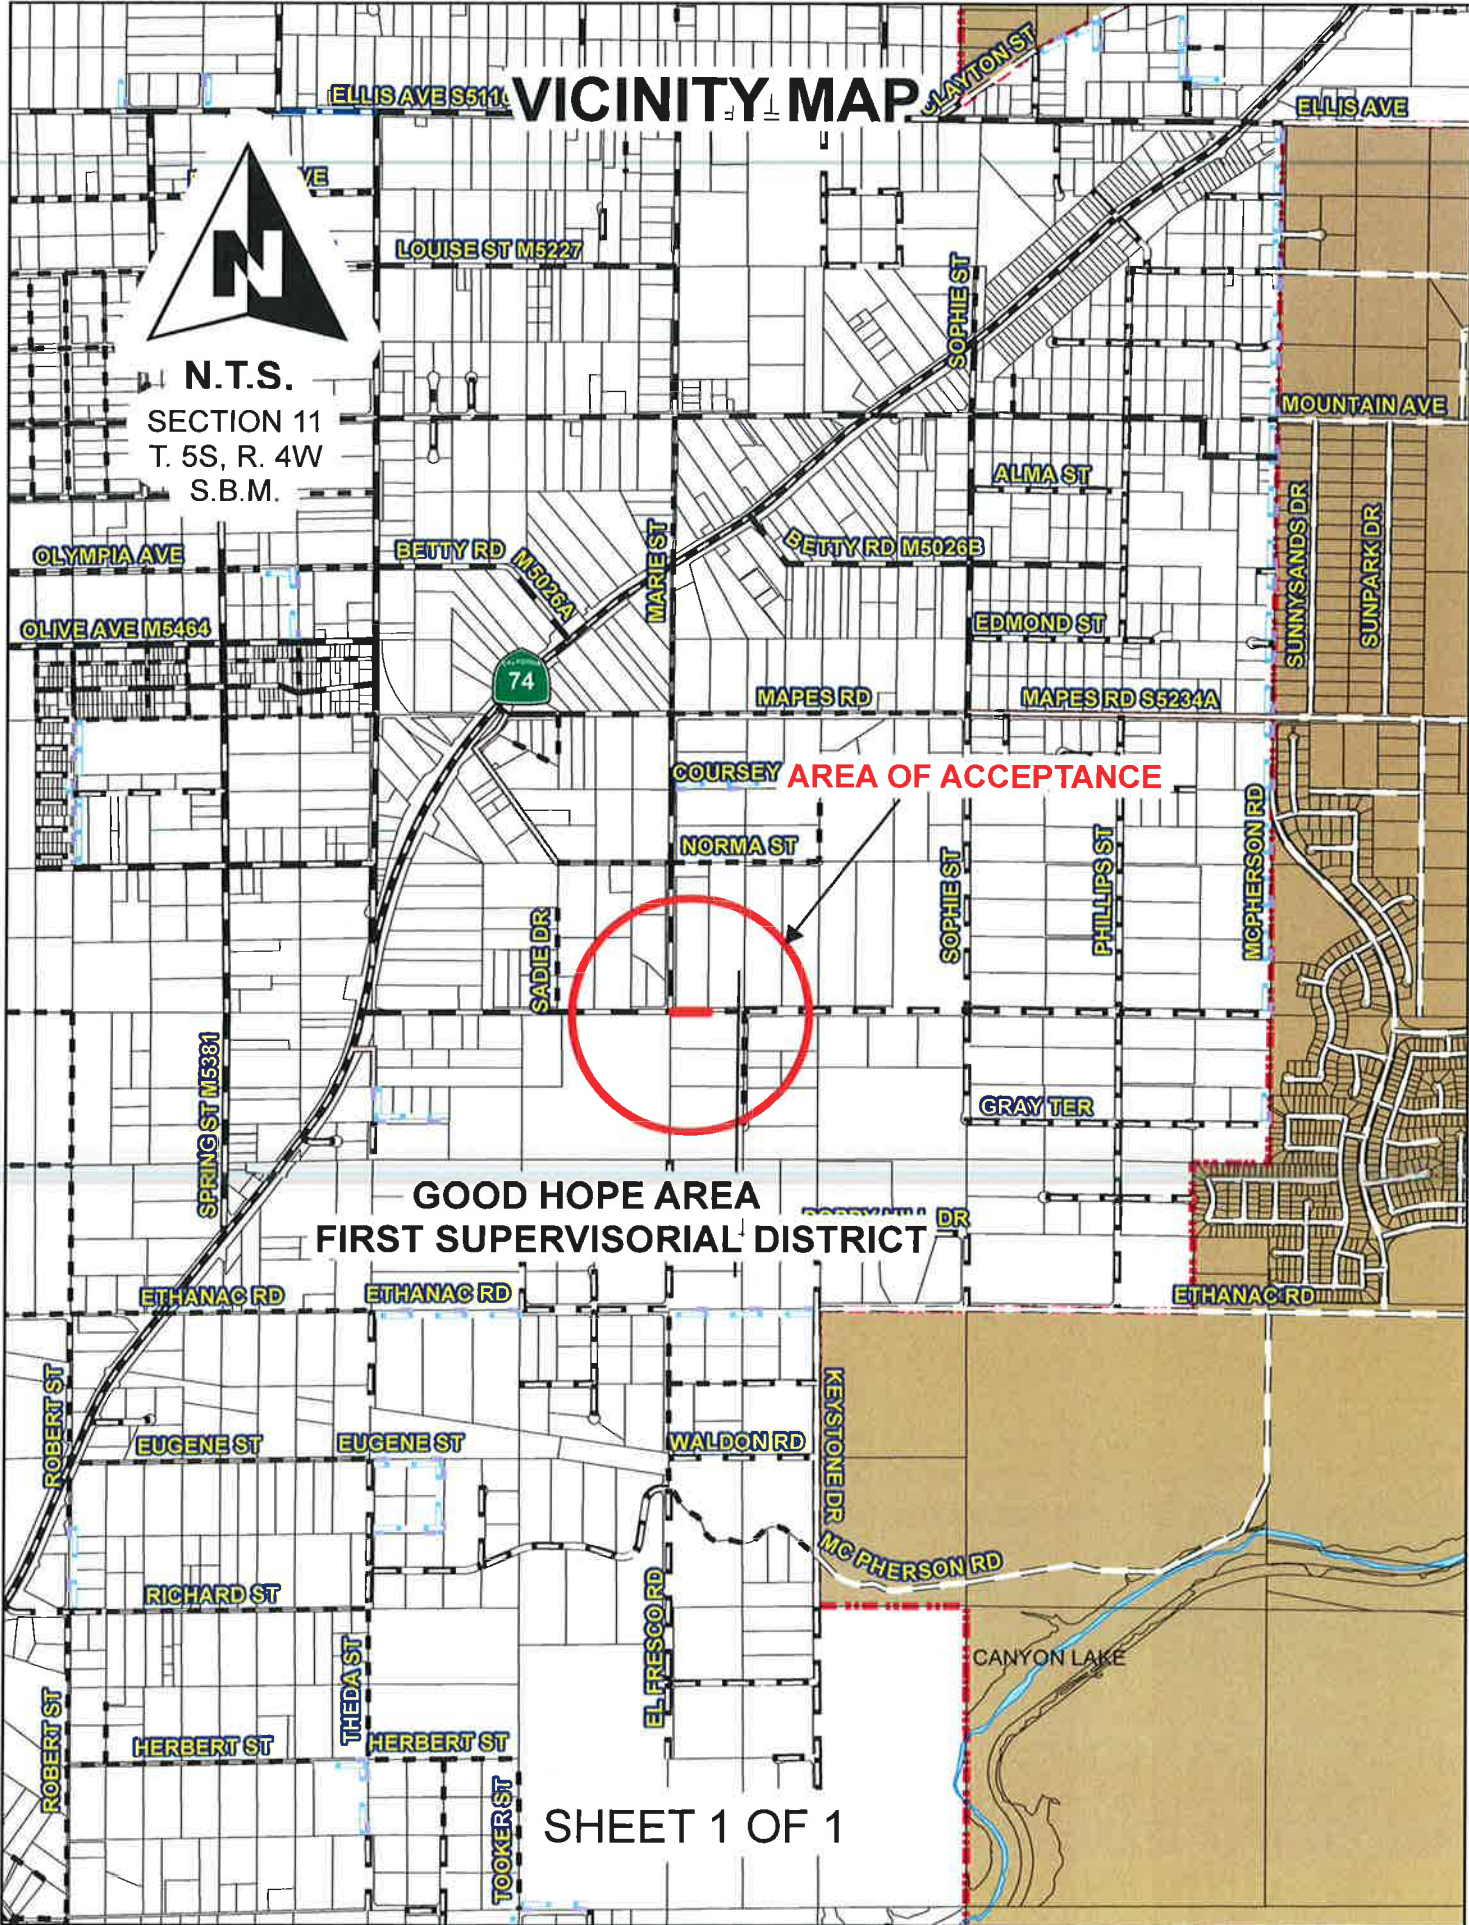 VICINITY MAP
CLAYTON ST
ELLIS AVE S5110
ELLIS AVE
VE
N
LOUISE ST M5227
SOPHIE ST
N.T.S.
SECTION 11
T. 5S, R. 4W
S.B.M.
MOUNTAIN AVE
ALMA ST
SUNNYSANDS DR
SUNPARK DR
OLYMPIA AVE
BETTY RD
M5026A
MARIE ST
BETTY RD M5026B
OLIVE AVE M5464
EDMOND ST
CALIFORNIA
74
MAPES RD
MAPES RD S5234A
COURSEY
AREA OF ACCEPTANCE
NORMA ST
SOPHIE ST
PHILLIPS ST
MCPHERSON RD
SADIE DR
SPRING ST M5381
GRAY TER
GOOD HOPE AREA
DR
FIRST SUPERVISORIAL DISTRICT
ETHANAC RD
ETHANAC RD
ETHANAC RD
ROBERT ST
KEYSTONE DR
EUGENE ST
EUGENE ST
WALDON RD
MC PHERSON RD
RICHARD ST
EL FRESCO RD
THEDA ST
CANYON LAKE
ROBERT ST
HERBERT ST
HERBERT ST
TOOKER ST
SHEET 1 OF 1